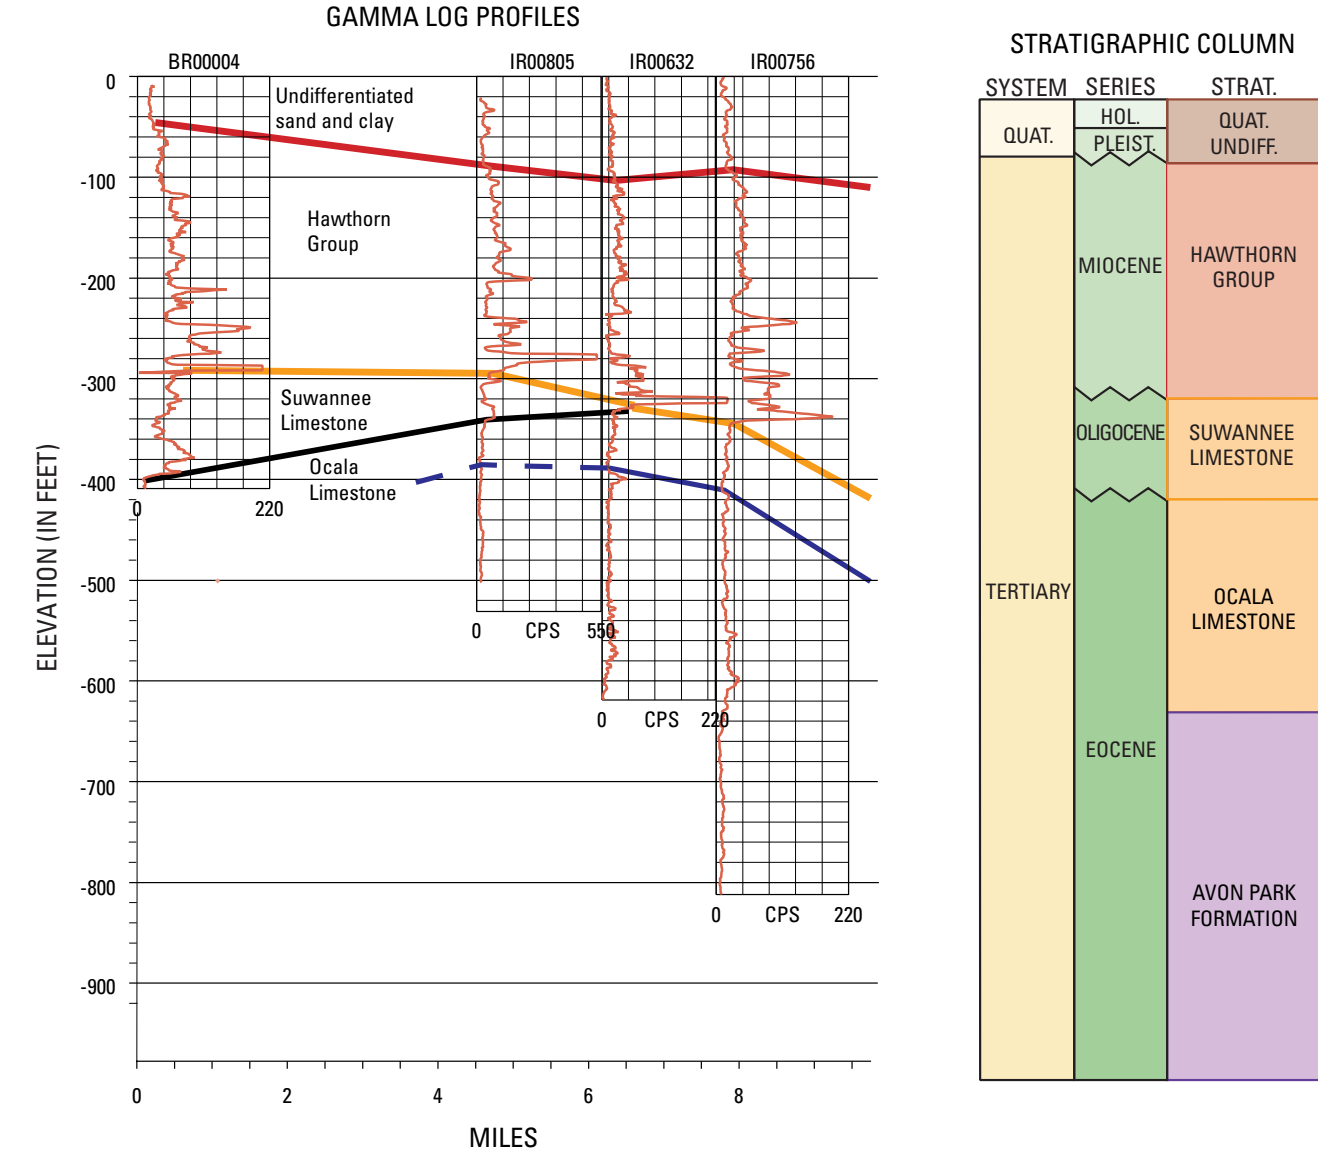 GAMMA LOG PROFILES
BR00004
IR00805
IR00632
IR00756
0
-100
-200
-300
-400
-500
-600
-700
-800
-900
ELEVATION (IN FEET)
Undifferentiated
sand and clay
Hawthorn
Group
Suwannee
Limestone
Ocala
Limestone
0
220
0
CPS
550
0
CPS
220
0
CPS
220
0
2
4
6
8
MILES
STRATIGRAPHIC COLUMN
SYSTEM
SERIES
STRAT.
QUAT.
TERTIARY
HOL.
PLEIST.
MIOCENE
OLIGOCENE
EOCENE
QUAT.
UNDIFF.
HAWTHORN
GROUP
SUWANNEE
LIMESTONE
OCALA
LIMESTONE
AVON PARK
FORMATION